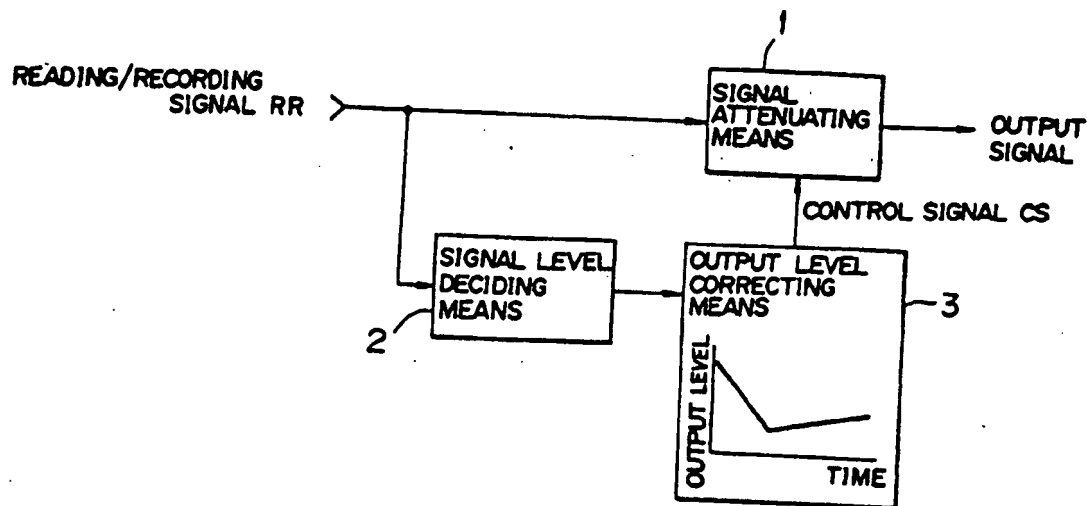 1
READING/RECORDING
SIGNAL RR
SIGNAL
ATTENUATING
MEANS
OUTPUT
SIGNAL
CONTROL SIGNAL CS
SIGNAL LEVEL
DECIDING
MEANS
2
OUTPUT LEVEL
CORRECTING
MEANS
3
OUTPUT LEVEL
TIME